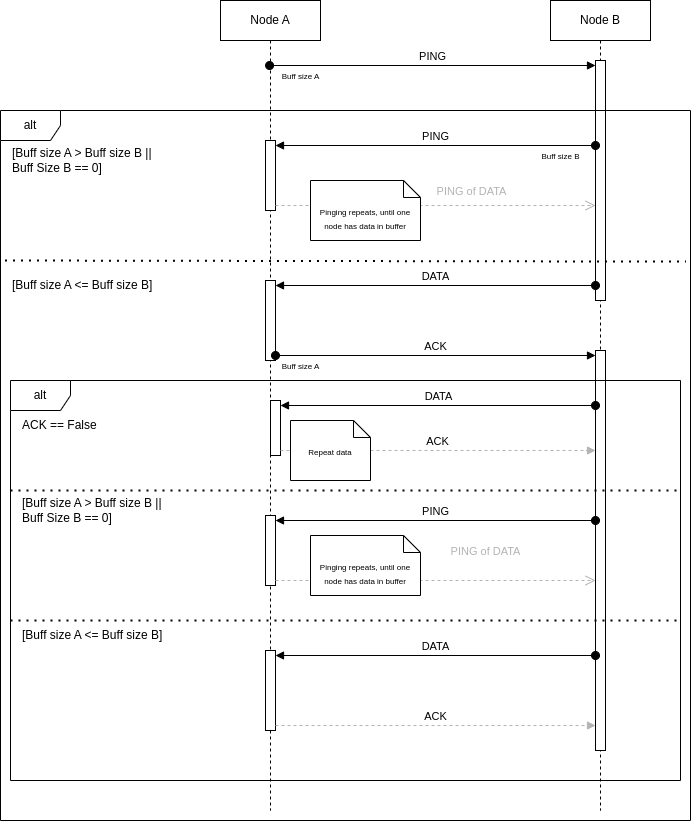 Node A
Node B
PING
Buff size A
alt
[Buff size A > Buff size B ||
Buff Size B == 0]
PING
Buff size B
PING of DATA
Pinging repeats, until one
node has data in buffer
[Buff size A <= Buff size B]
DATA
ACK
Buff size A
alt
ACK == False
DATA
ACK
Repeat data
[Buff size A > Buff size B ||
Buff Size B == 0]
PING
PING of DATA
Pinging repeats, until one
node has data in buffer
[Buff size A <= Buff size B]
DATA
ACK